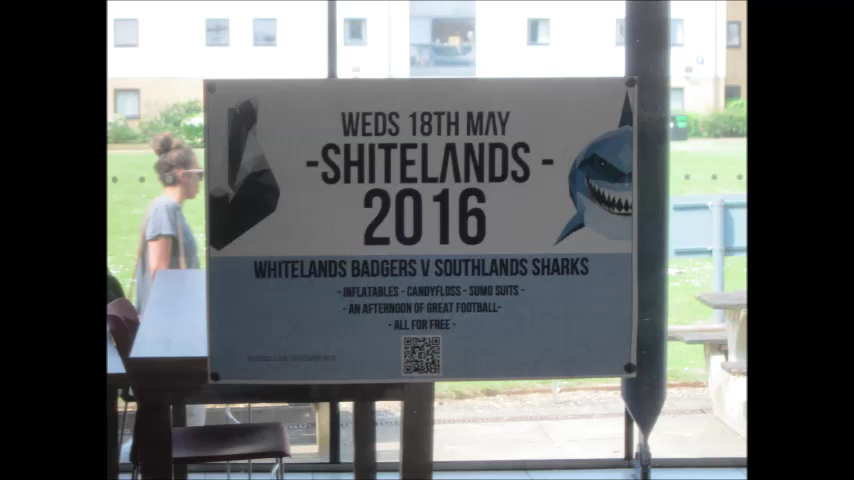 WEDS 18TH MAY
-SHITELANDS -
2016
WHITELANDS BADGERS V SOUTHLANDS SHARKS
- INFLATABLES - CANDYFLOSS - SUMO SUITS -
- AN AFTERNOON OF GREAT FOOTBALL-
- ALL FOR FREE -